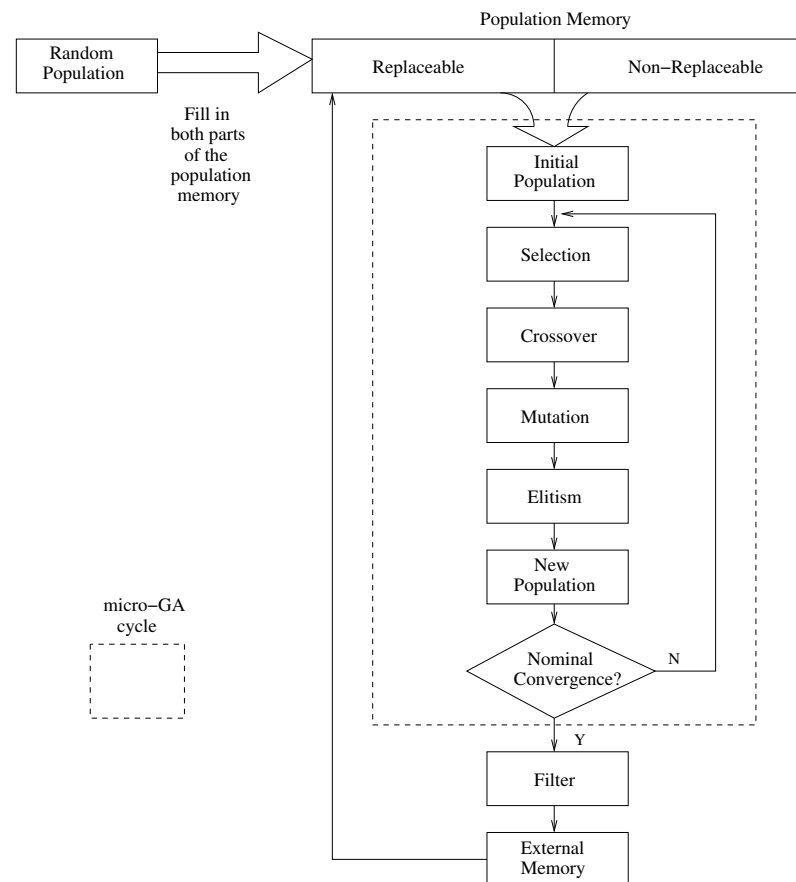 Population Memory
Random
Population
Replaceable
Non−Replaceable
Fill in
both parts
of the
population
memory
Initial
Population
Selection
Crossover
Mutation
Elitism
New
Population
micro−GA
cycle
Nominal
Convergence?
N
Y
Filter
External
Memory